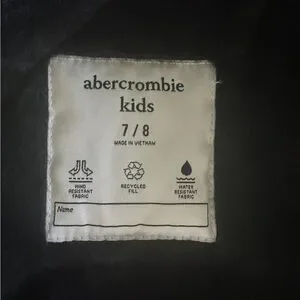 abercrombie
kids
7/8
MADE IN VIETNAM
WIND
RESISTANT
FABRIC
RECYCLED
FILL
WATER
RESISTANT
FABRIC
Name